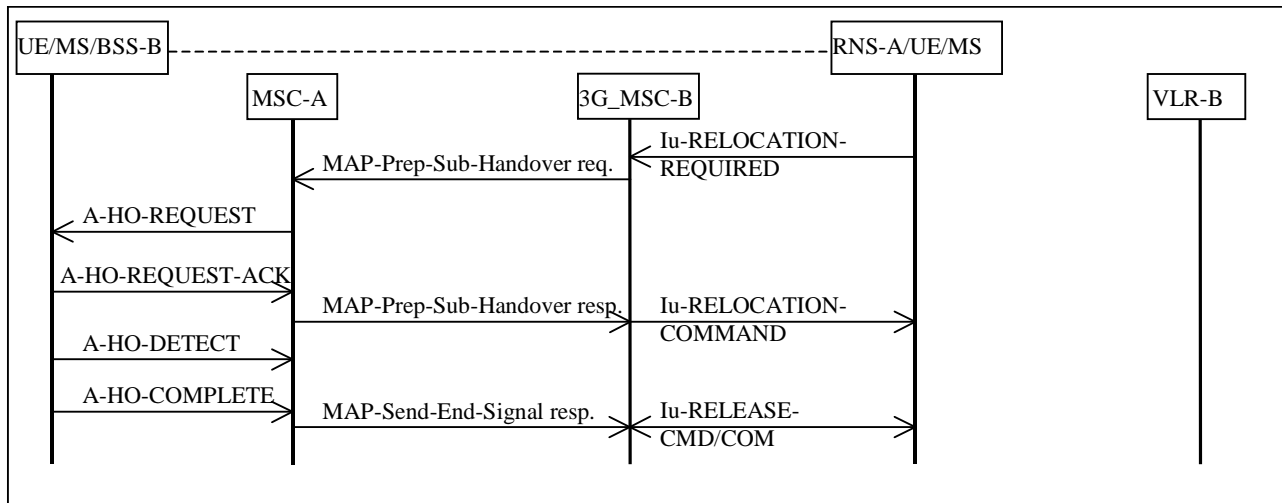 UE/MS/BSS-B
RNS-A/UE/MS
MSC-A
3G_MSC-B
VLR-B
Iu-RELOCATION-
REQUIRED
MAP-Prep-Sub-Handover req.
A-HO-REQUEST
A-HO-REQUEST-ACK
MAP-Prep-Sub-Handover resp.
Iu-RELOCATION-
COMMAND
A-HO-DETECT
A-HO-COMPLETE
MAP-Send-End-Signal resp.
Iu-RELEASE-
CMD/COM